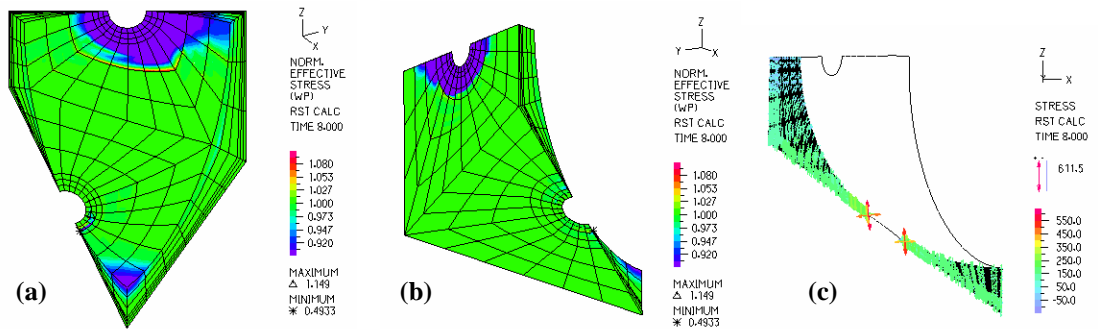 Z
X
Y
NORM.
EFFECTIVE
STRESS
(WP)
RST CALC
TIME 8.000
1.080
1.053
1.027
1.000
0.973
0.947
0.920
MAXIMUM
△ 1.149
MINIMUM
* 0.4933
(a)
Z
Y
X
NORM.
EFFECTIVE
STRESS
(WP)
RST CALC
TIME 8.000
1.080
1.053
1.027
1.000
0.973
0.947
0.920
MAXIMUM
△ 1.149
MINIMUM
* 0.4933
(b)
Z
X
STRESS
RST CALC
TIME 8.000
611.5
550.0
450.0
350.0
250.0
150.0
50.0
-50.0
(c)